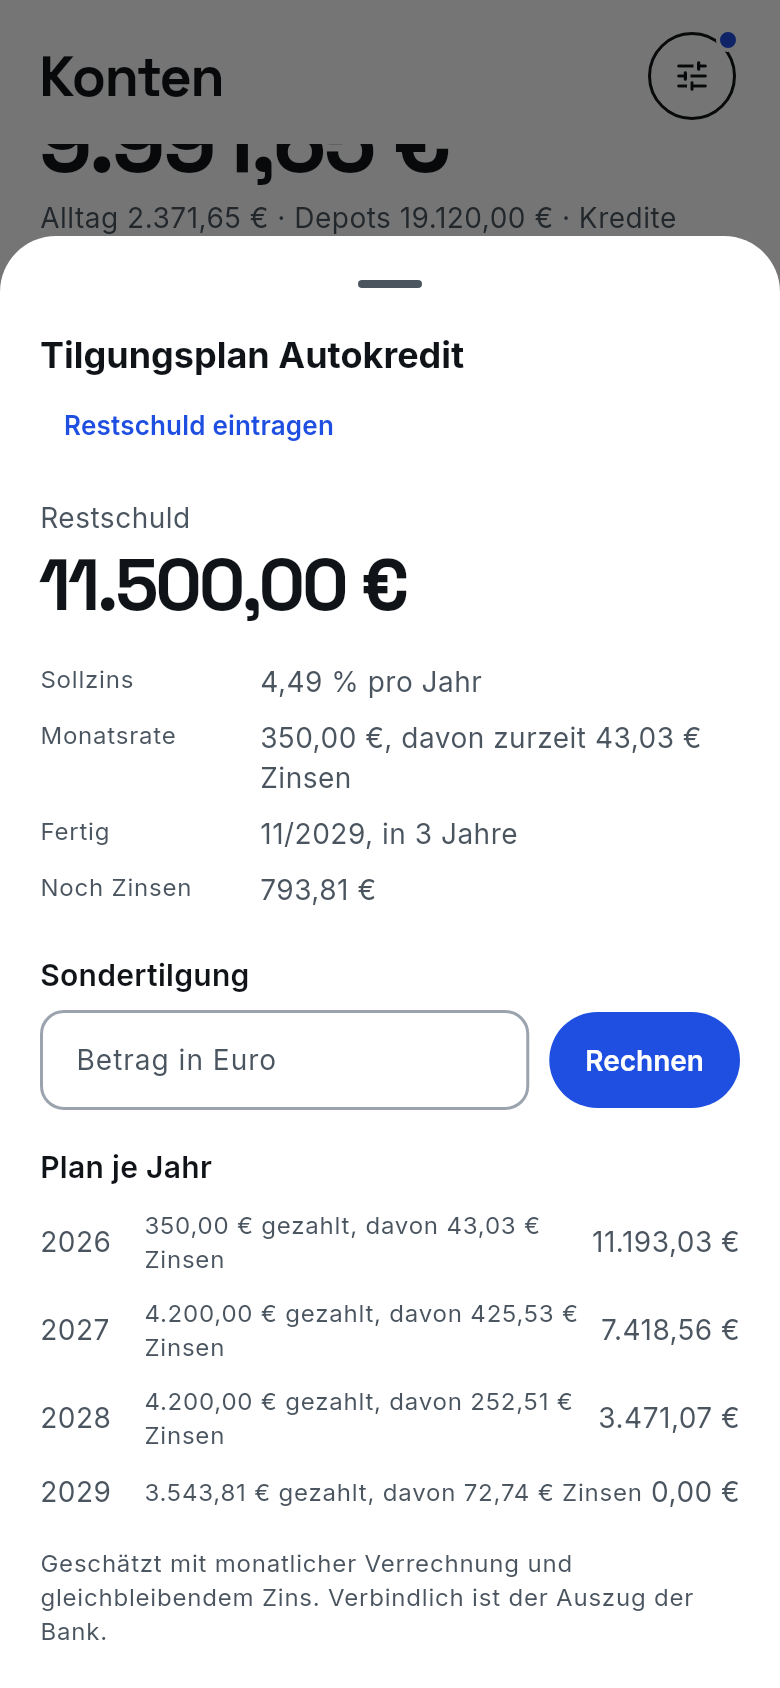 Konten
9.991,85 €
Alltag 2.371,65 € · Depots 19.120,00 € · Kredite
Tilgungsplan Autokredit
Restschuld eintragen
Restschuld
11.500,00 €
Sollzins
4,49 % pro Jahr
Monatsrate
350,00 €, davon zurzeit 43,03 €
Zinsen
Fertig
11/2029, in 3 Jahre
Noch Zinsen
793,81 €
Sondertilgung
Betrag in Euro
Rechnen
Plan je Jahr
2026
350,00 € gezahlt, davon 43,03 €
Zinsen
11.193,03 €
2027
4.200,00 € gezahlt, davon 425,53 €
Zinsen
7.418,56 €
2028
4.200,00 € gezahlt, davon 252,51 €
Zinsen
3.471,07 €
2029
3.543,81 € gezahlt, davon 72,74 € Zinsen
0,00 €
Geschätzt mit monatlicher Verrechnung und
gleichbleibendem Zins. Verbindlich ist der Auszug der
Bank.